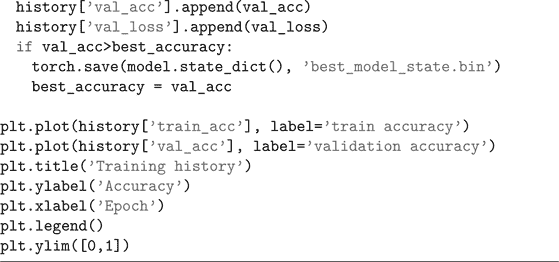 history['val_acc'].append(val_acc)
history['val_loss'].append(val_loss)
if val_acc>best_accuracy:
torch.save(model.state_dict(), 'best_model_state.bin')
best_accuracy = val_acc
plt.plot(history['train_acc'], label='train accuracy')
plt.plot(history['val_acc'], label='validation accuracy')
plt.title('Training history')
plt.ylabel('Accuracy')
plt.xlabel('Epoch')
plt.legend()
plt.ylim([0,1])